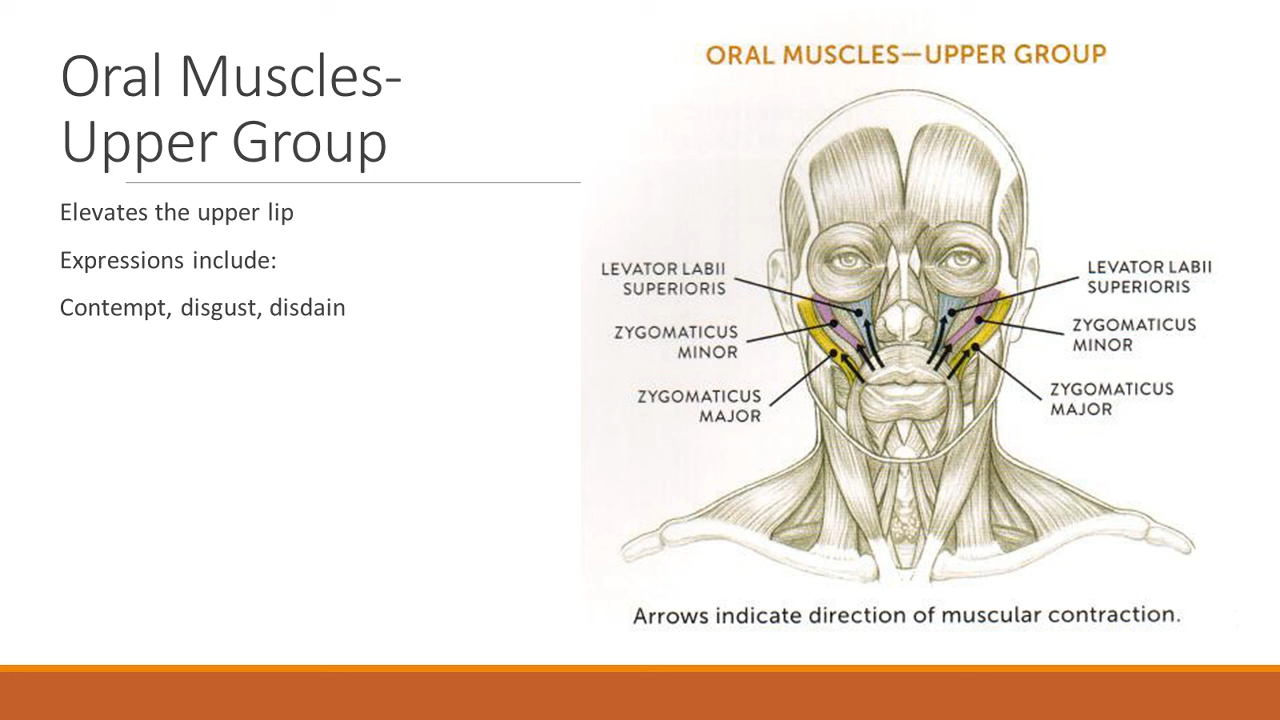 Oral Muscles-
Upper Group
Elevates the upper lip
Expressions include:
Contempt, disgust, disdain
ORAL MUSCLES—UPPER GROUP
LEVATOR LABII
SUPERIORIS
ZYGOMATICUS
MINOR
ZYGOMATICUS
MAJOR
LEVATOR LABII
SUPERIORIS
ZYGOMATICUS
MINOR
ZYGOMATICUS
MAJOR
Arrows indicate direction of muscular contraction.